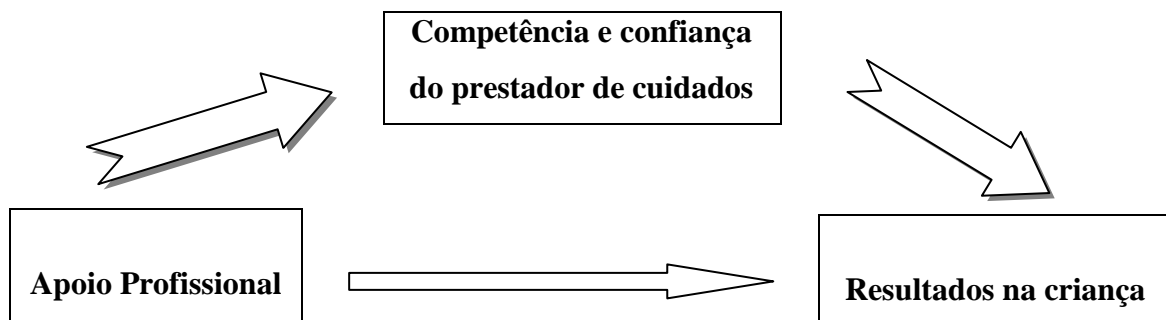 Competência e confiança
do prestador de cuidados
Apoio Profissional
Resultados na criança